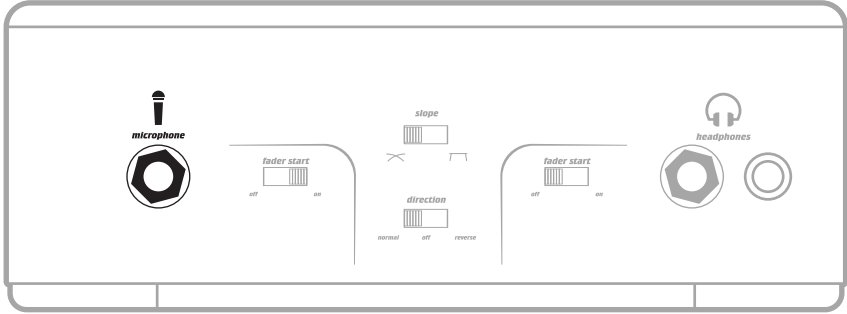 microphone
slope
headphones
fader start
off on
fader start
off on
direction
normal off reverse